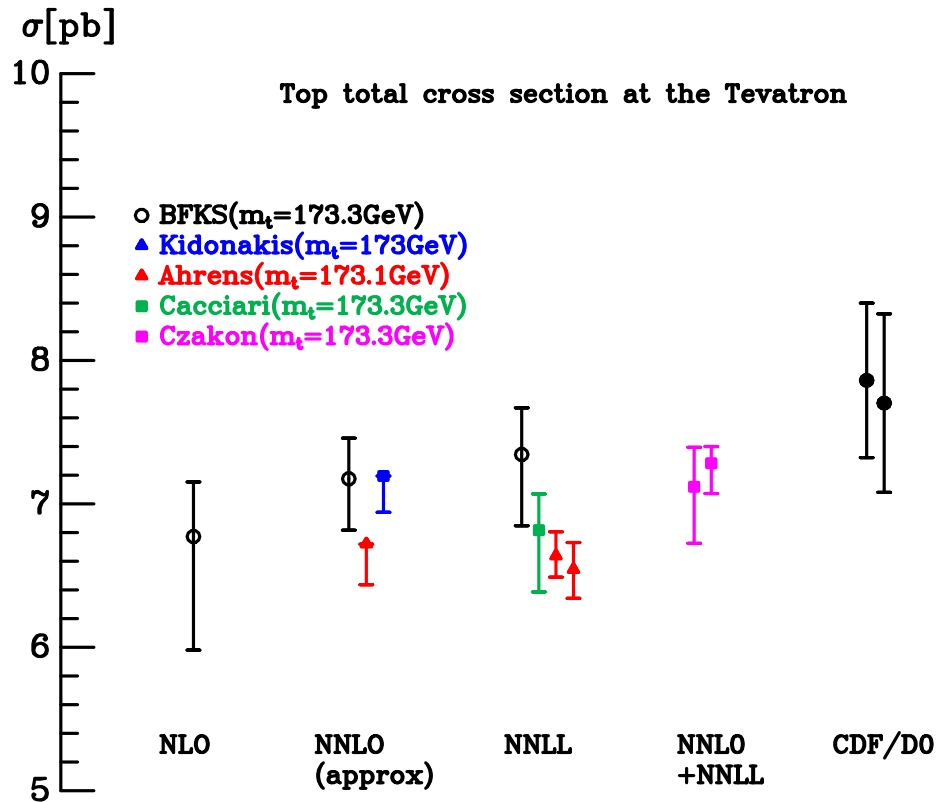 σ[pb]
10
Top total cross section at the Tevatron
9
BFKS(mt=173.3GeV)
Kidonakis(mt=173GeV)
Ahrens(mt=173.1GeV)
Cacciari(mt=173.3GeV)
Czakon(mt=173.3GeV)
8
7
6
NLO NNLO NNLL NNLO CDF/D0
(approx) +NNLL
5